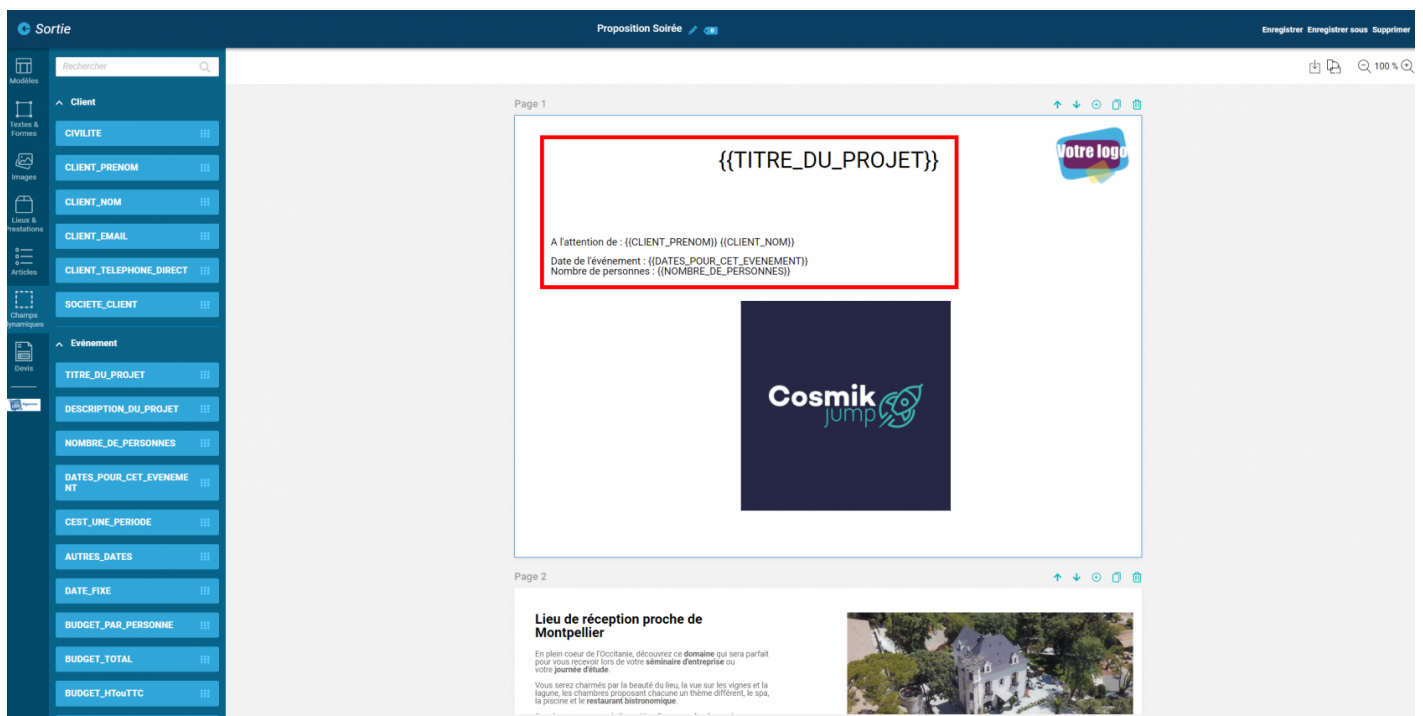 Sortie
Proposition Soirée
Enregistrer Enregistrer sous Supprimer
Modèles
Textes &
Formes
Images
Lieux &
Prestations
Articles
Champs
dynamiques
Devis
Rechercher
100 %
Client
CIVILITE
CLIENT_PRENOM
CLIENT_NOM
CLIENT_EMAIL
CLIENT_TELEPHONE_DIRECT
SOCIETE_CLIENT
Evénement
TITRE_DU_PROJET
DESCRIPTION_DU_PROJET
NOMBRE_DE_PERSONNES
DATES_POUR_CET_EVENEME
NT
CEST_UNE_PERIODE
AUTRES_DATES
DATE_FIXE
BUDGET_PAR_PERSONNE
BUDGET_TOTAL
BUDGET_HTouTTC
Page 1
{{TITRE_DU_PROJET}}
Votre logo
A l'attention de : {{CLIENT_PRENOM}} {{CLIENT_NOM}}
Date de l'événement : {{DATES_POUR_CET_EVENEMENT}}
Nombre de personnes : {{NOMBRE_DE_PERSONNES}}
Cosmik
jump
Page 2
Lieu de réception proche de
Montpellier
En plein coeur de l'Occitanie, découvrez ce domaine qui sera parfait
pour vous recevoir lors de votre séminaire d'entreprise ou
votre journée d'étude.
Vous serez charmés par la beauté du lieu, la vue sur les vignes et la
lagune, les chambres proposant chacune un thème différent, le spa,
la piscine et le restaurant bistronomique.